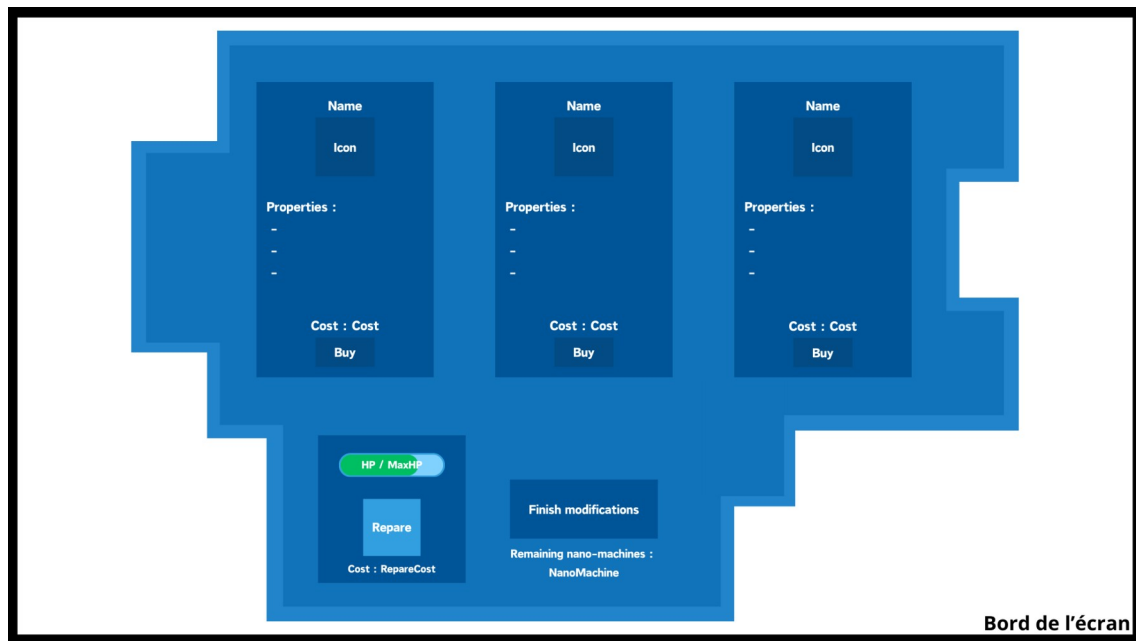 Name
Icon
Properties :
-
-
-
Cost : Cost
Buy
Name
Icon
Properties :
-
-
-
Cost : Cost
Buy
Name
Icon
Properties :
-
-
-
Cost : Cost
Buy
HP / MaxHP
Repare
Cost : RepareCost
Finish modifications
Remaining nano-machines :
NanoMachine
Bord de l’écran